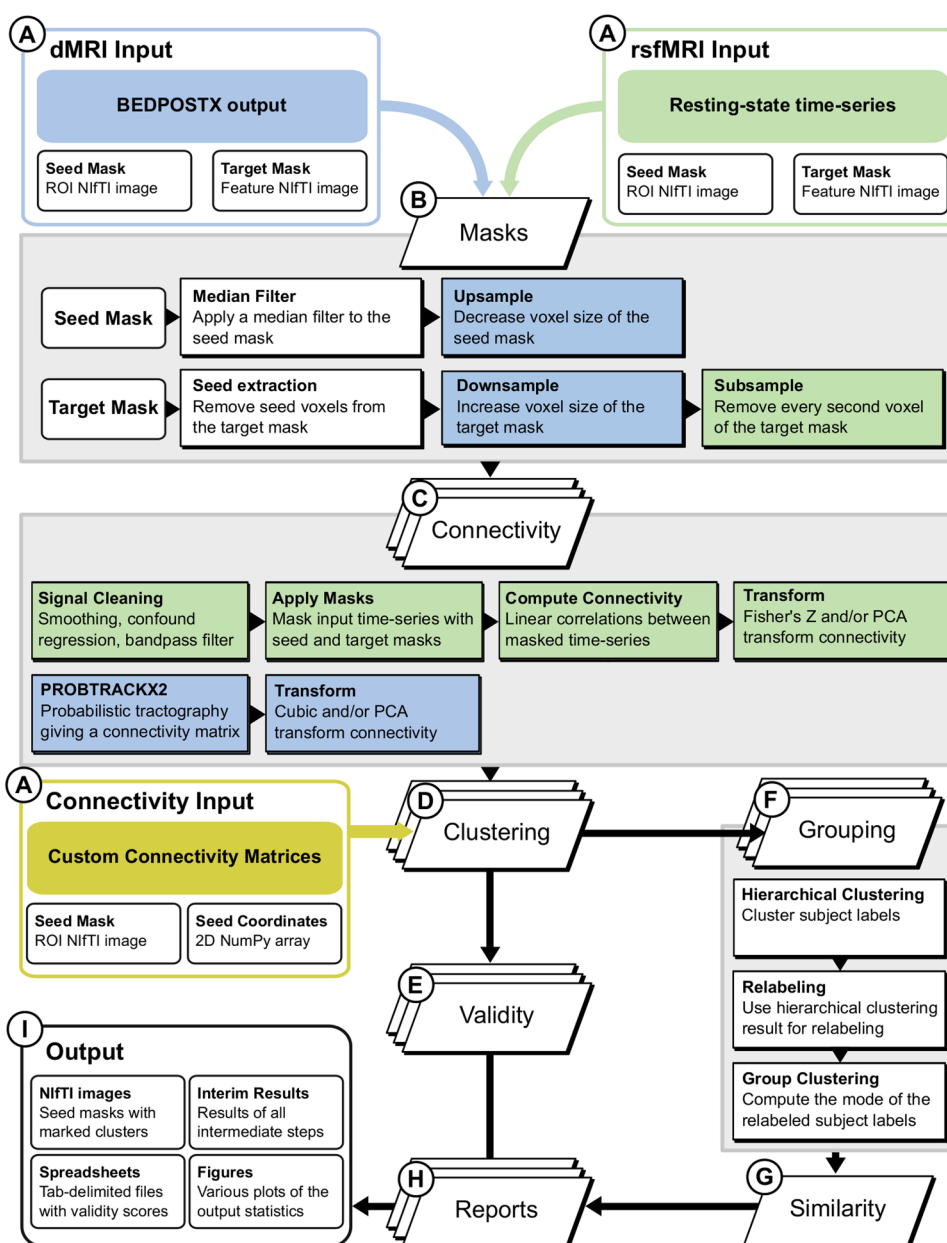 A
dMRI Input
BEDPOSTX output
Seed Mask
ROI NIfTI image
Target Mask
Feature NIfTI image
A
rsfMRI Input
Resting-state time-series
Seed Mask
ROI NIfTI image
Target Mask
Feature NIfTI image
B
Masks
Seed Mask
Median Filter
Apply a median filter to the
seed mask
Upsample
Decrease voxel size of the
seed mask
Target Mask
Seed extraction
Remove seed voxels from
the target mask
Downsample
Increase voxel size of the
target mask
Subsample
Remove every second voxel
of the target mask
C
Connectivity
Signal Cleaning
Smoothing, confound
regression, bandpass filter
Apply Masks
Mask input time-series with
seed and target masks
Compute Connectivity
Linear correlations between
masked time-series
Transform
Fisher's Z and/or PCA
transform connectivity
PROBTRACKX2
Probabilistic tractography
giving a connectivity matrix
Transform
Cubic and/or PCA
transform connectivity
A
Connectivity Input
Custom Connectivity Matrices
Seed Mask
ROI NIfTI image
Seed Coordinates
2D NumPy array
D
Clustering
F
Grouping
Hierarchical Clustering
Cluster subject labels
Relabeling
Use hierarchical clustering
result for relabeling
Group Clustering
Compute the mode of the
relabeled subject labels
E
Validity
I
Output
NIfTI images
Seed masks with
marked clusters
Interim Results
Results of all
intermediate steps
Spreadsheets
Tab-delimited files
with validity scores
Figures
Various plots of the
output statistics
H
Reports
G
Similarity